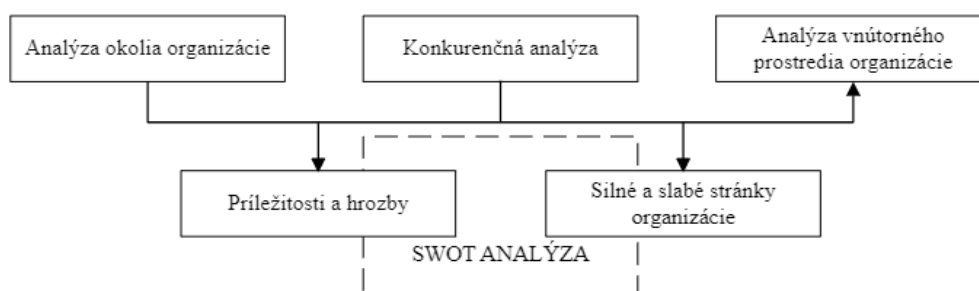 Analýza okolia organizácie
Konkurenčná analýza
Analýza vnútorného
prostredia organizácie
Príležitosti a hrozby
Silné a slabé stránky
organizácie
SWOT ANALÝZA